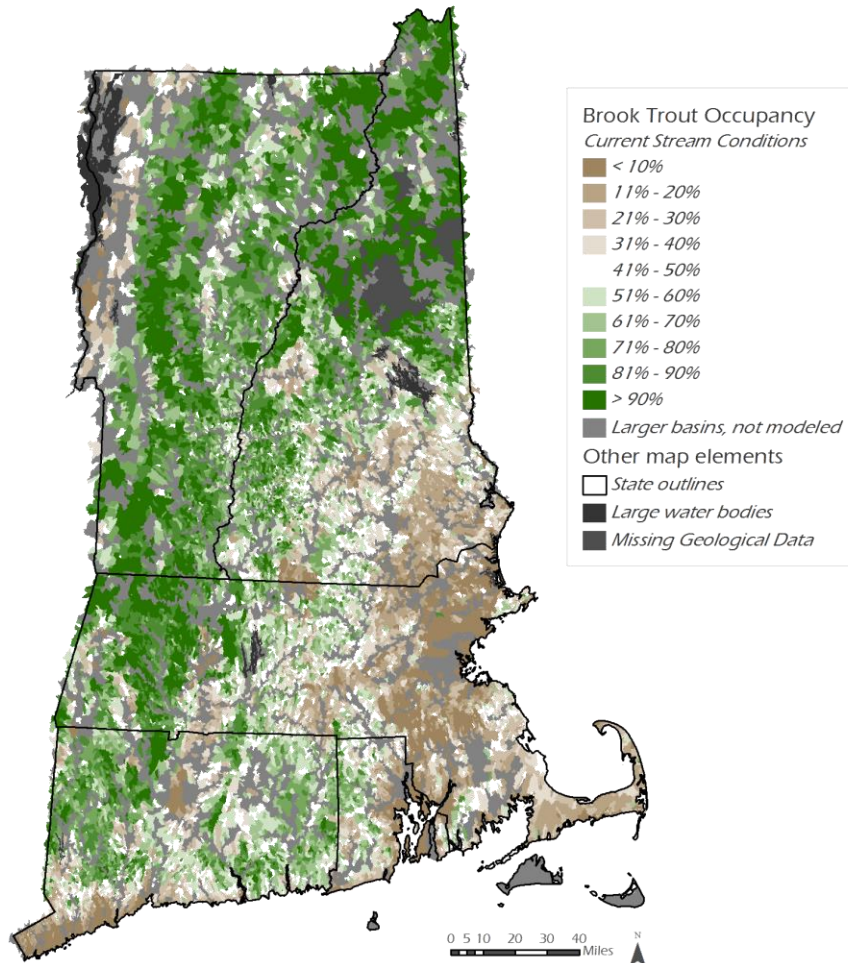 Brook Trout Occupancy
Current Stream Conditions
< 10%
11% - 20%
21% - 30%
31% - 40%
41% - 50%
51% - 60%
61% - 70%
71% - 80%
81% - 90%
> 90%
Larger basins, not modeled
Other map elements
State outlines
Large water bodies
Missing Geological Data
0 5 10 20 30 40 Miles
N